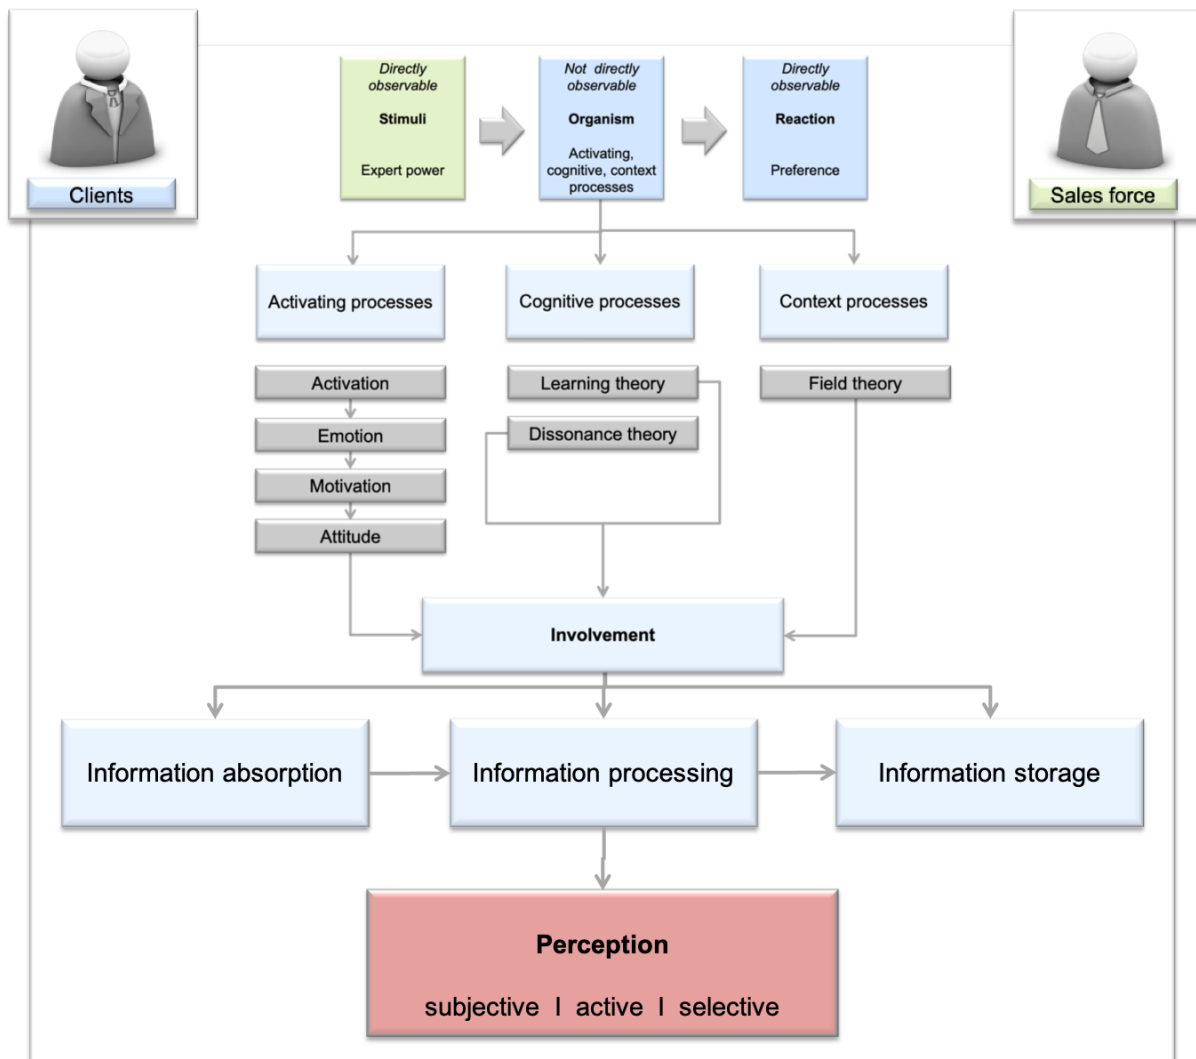 Clients
Directly
observable
Stimuli
Expert power
Not directly
observable
Organism
Activating,
cognitive, context
processes
Directly
observable
Reaction
Preference
Sales force
Activating processes
Cognitive processes
Context processes
Activation
Emotion
Motivation
Attitude
Learning theory
Dissonance theory
Field theory
Involvement
Information absorption
Information processing
Information storage
Perception
subjective I active I selective